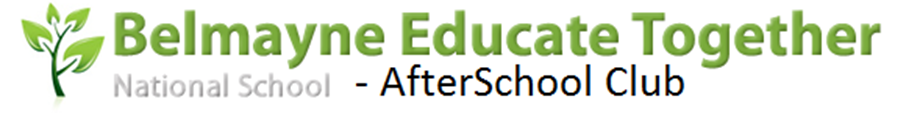 Belmayne Educate Together
National School - AfterSchool Club